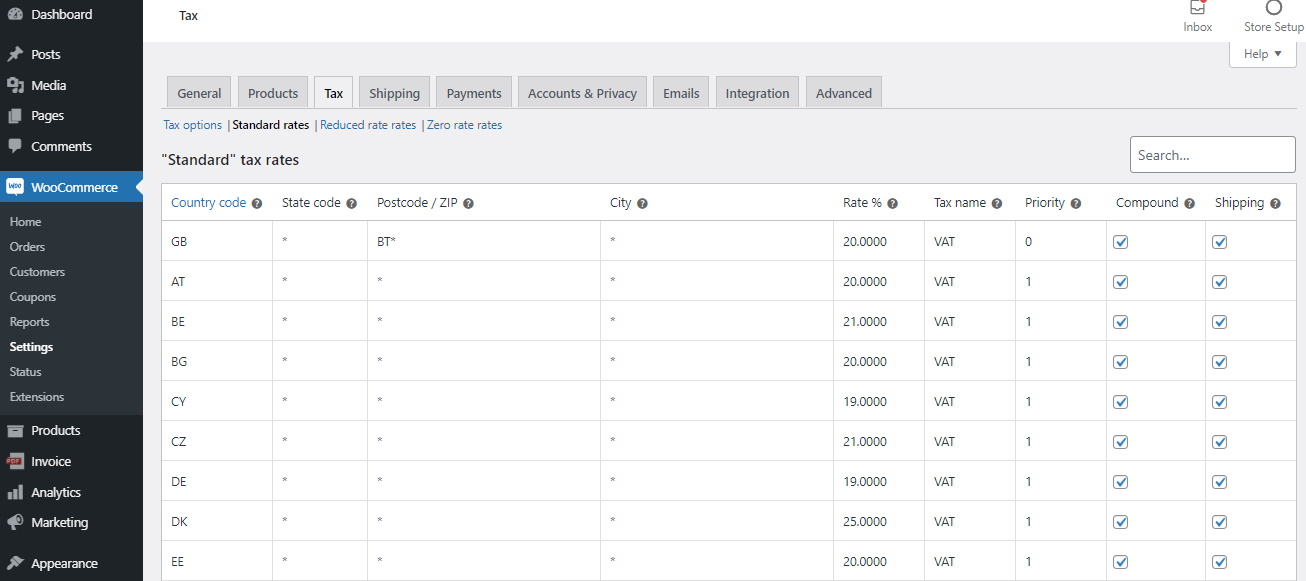 Dashboard
Posts
Media
Pages
Comments
WooCommerce
Home
Orders
Customers
Coupons
Reports
Settings
Status
Extensions
Products
PDF Invoice
Analytics
Marketing
Appearance
Tax
Inbox
Store Setup
Help
General Products Tax Shipping Payments Accounts & Privacy Emails Integration Advanced
Tax options | Standard rates | Reduced rate rates | Zero rate rates
"Standard" tax rates
Search...
Country code ? State code ? Postcode / ZIP ? City ? Rate % ? Tax name ? Priority ? Compound ? Shipping ?
GB * BT* * 20.0000 VAT 0
AT * * * 20.0000 VAT 1
BE * * * 21.0000 VAT 1
BG * * * 20.0000 VAT 1
CY * * * 19.0000 VAT 1
CZ * * * 21.0000 VAT 1
DE * * * 19.0000 VAT 1
DK * * * 25.0000 VAT 1
EE * * * 20.0000 VAT 1